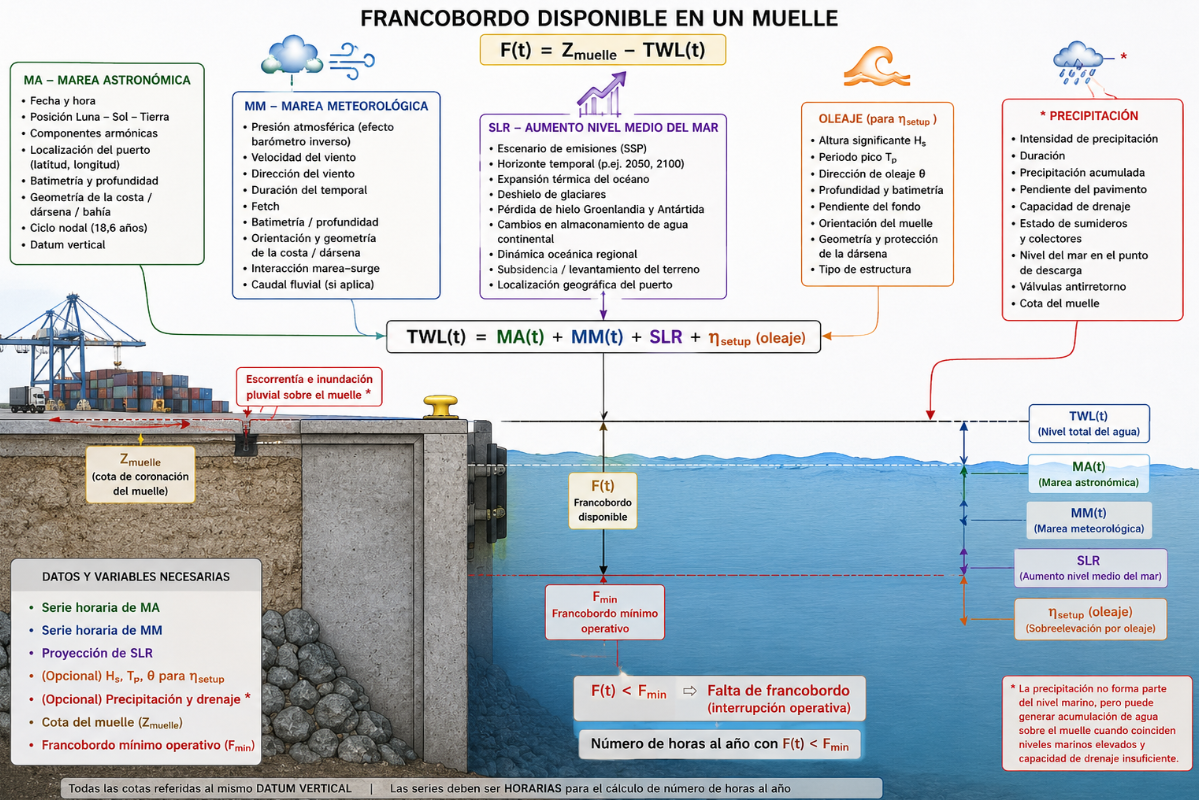 FRANCOBORDO DISPONIBLE EN UN MUELLE
F(t) = Zmuelle – TWL(t)
MA – MAREA ASTRONÓMICA
• Fecha y hora
• Posición Luna – Sol – Tierra
• Componentes armónicas
• Localización del puerto
(latitud, longitud)
• Batimetría y profundidad
• Geometría de la costa /
dársena / bahía
• Ciclo nodal (18,6 años)
• Datum vertical
MM – MAREA METEOROLÓGICA
• Presión atmosférica (efecto
barómetro inverso)
• Velocidad del viento
• Dirección del viento
• Duración del temporal
• Fetch
• Batimetría / profundidad
• Orientación y geometría
de la costa / dársena
• Interacción marea–surge
• Caudal fluvial (si aplica)
SLR – AUMENTO NIVEL MEDIO DEL MAR
• Escenario de emisiones (SSP)
• Horizonte temporal (p.ej. 2050, 2100)
• Expansión térmica del océano
• Deshielo de glaciares
• Pérdida de hielo Groenlandia y Antártida
• Cambios en almaconamiento de agua
continental
• Dinámica oceánica regional
• Subsidencia / levantamiento del terreno
• Localización geográfica del puerto
OLEAJE (para ηsetup )
• Altura significante Hs
• Periodo pico Tp
• Dirección de oleaje θ
• Profundidad y batimetría
• Pendiente del fondo
• Orientación del muelle
• Geometría y protección
de la dársena
• Tipo de estructura
*
* PRECIPITACIÓN
• Intensidad de precipitación
• Duración
• Precipitación acumulada
• Pendiente del pavimento
• Capacidad de drenaje
• Estado de sumideros
y colectores
• Nivel del mar en el punto
de descarga
• Válvulas antirretorno
• Cota del muelle
TWL(t) = MA(t) + MM(t) + SLR + ηsetup (oleaje)
Escorrentía e inundación
pluvial sobre el muelle *
Zmuelle
(cota de coronación
del muelle)
F(t)
Francobordo
disponible
Fmin
Francobordo mínimo
operativo
TWL(t)
(Nivel total del agua)
MA(t)
(Marea astronómica)
MM(t)
(Marea meteorológica)
SLR
(Aumento nivel medio del mar)
ηsetup (oleaje)
(Sobreelevación por oleaje)
DATOS Y VARIABLES NECESARIAS
• Serie horaria de MA
• Serie horaria de MM
• Proyección de SLR
• (Opcional) Hs, Tp, θ para ηsetup
• (Opcional) Precipitación y drenaje *
• Cota del muelle (Zmuelle)
• Francobordo mínimo operativo (Fmin)
F(t) < Fmin ⇨ Falta de francobordo
(interrupción operativa)
Número de horas al año con F(t) < Fmin
* La precipitación no forma parte
del nivel marino, pero puede
generar acumulación de agua
sobre el muelle cuando coinciden
niveles marinos elevados y
capacidad de drenaje insuficiente.
Todas las cotas referidas al mismo DATUM VERTICAL | Las series deben ser HORARIAS para el cálculo de número de horas al año